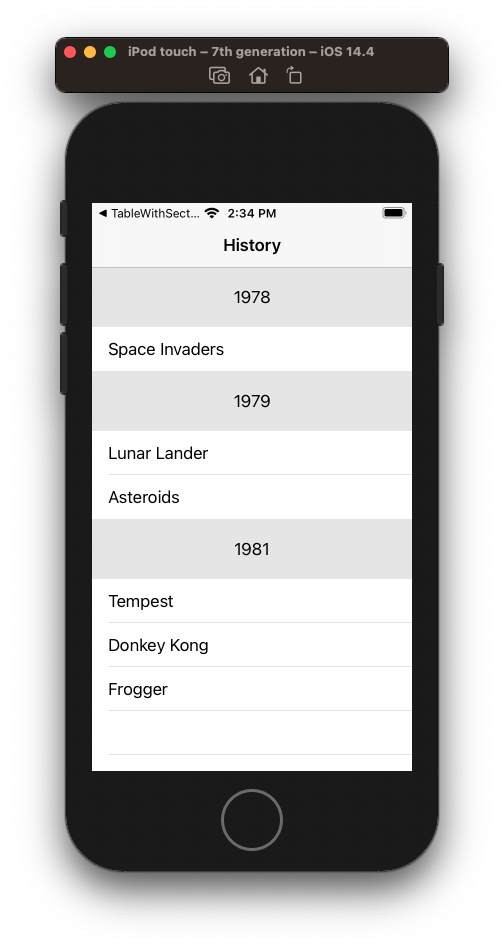 iPod touch – 7th generation – iOS 14.4
◀ TableWithSect... 2:34 PM
History
1978
Space Invaders
1979
Lunar Lander
Asteroids
1981
Tempest
Donkey Kong
Frogger